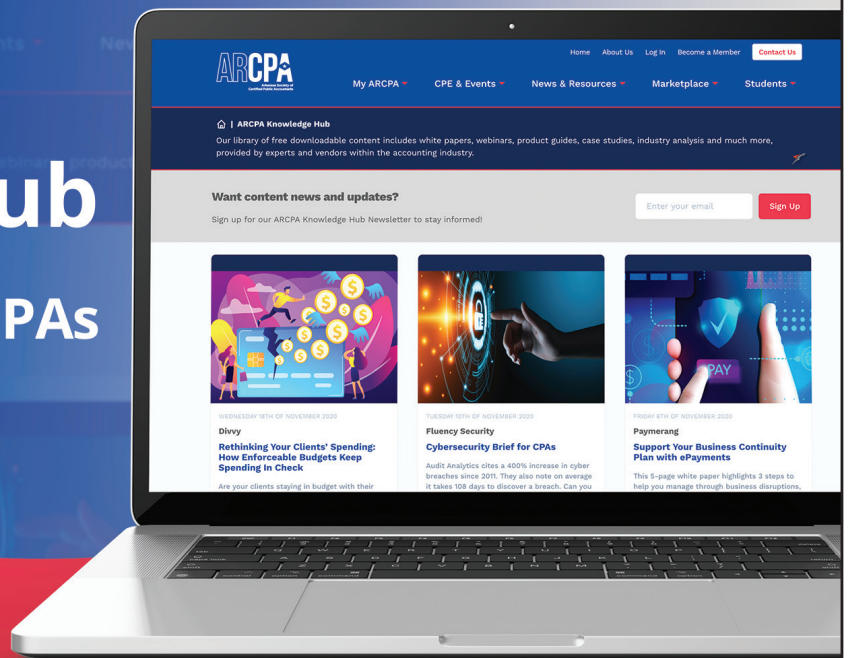 ub
PAs
Home About Us Log In Become a Member Contact Us
ARCPA
Arkansas Society of
Certified Public Accountants
My ARCPA CPE & Events News & Resources Marketplace Students
| ARCPA Knowledge Hub
Our library of free downloadable content includes white papers, webinars, product guides, case studies, industry analysis and much more,
provided by experts and vendors within the accounting industry.
Want content news and updates?
Sign up for our ARCPA Knowledge Hub Newsletter to stay informed!
Enter your email Sign Up
WEDNESDAY 18TH OF NOVEMBER 2020
Divvy
Rethinking Your Clients' Spending:
How Enforceable Budgets Keep
Spending In Check
Are your clients staying in budget with their
TUESDAY 10TH OF NOVEMBER 2020
Fluency Security
Cybersecurity Brief for CPAs
Audit Analytics cites a 400% increase in cyber
breaches since 2011. They also note on average
it takes 108 days to discover a breach. Can you
PAY
FRIDAY 6TH OF NOVEMBER 2020
Paymerang
Support Your Business Continuity
Plan with ePayments
This 5-page white paper highlights 3 steps to
help you manage through business disruptions,